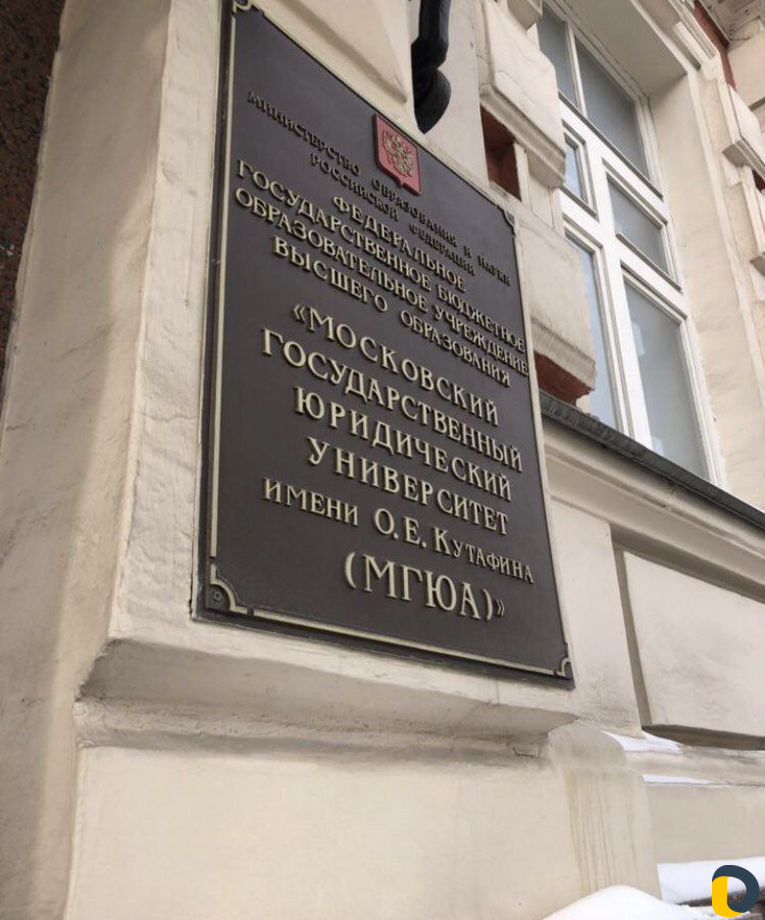 МИНИСТЕРСТВО ОБРАЗОВАНИЯ И НАУКИ
РОССИЙСКОЙ ФЕДЕРАЦИИ
ФЕДЕРАЛЬНОЕ
ГОСУДАРСТВЕННОЕ БЮДЖЕТНОЕ
ОБРАЗОВАТЕЛЬНОЕ УЧРЕЖДЕНИЕ
ВЫСШЕГО ОБРАЗОВАНИЯ
«МОСКОВСКИЙ
ГОСУДАРСТВЕННЫЙ
ЮРИДИЧЕСКИЙ
УНИВЕРСИТЕТ
ИМЕНИ О.Е. КУТАФИНА
(МГЮА)»